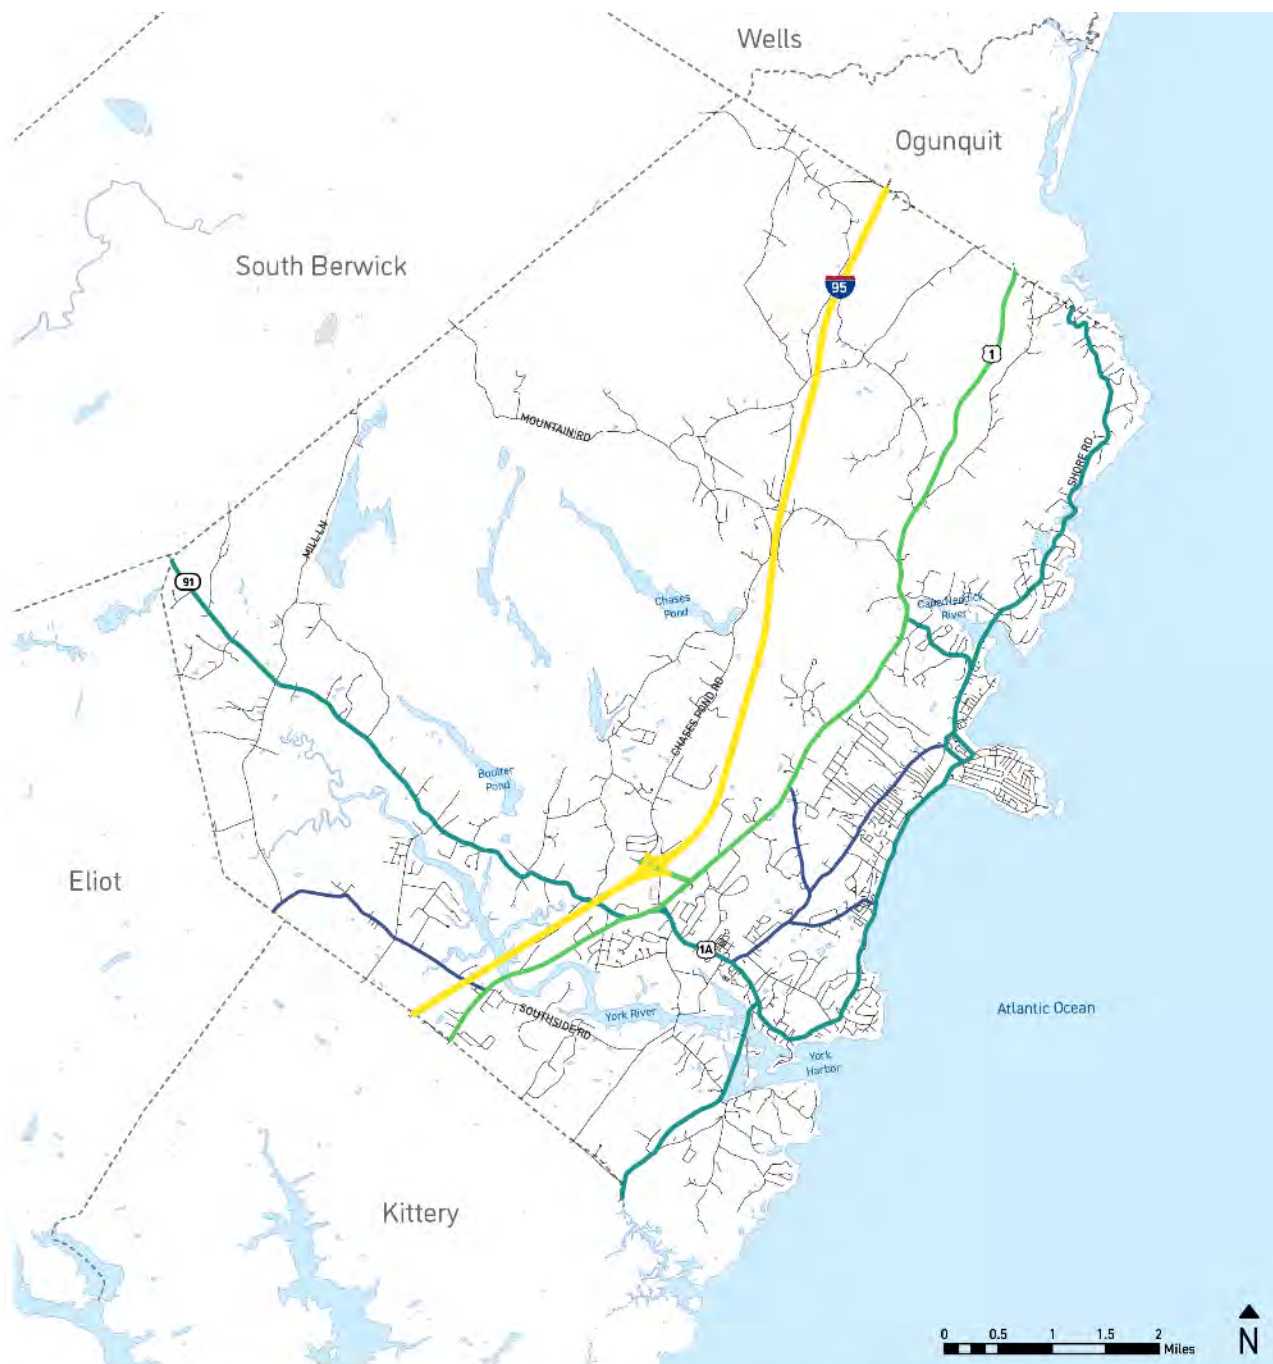 Wells
Ogunquit
South Berwick
95
1
MOUNTAIN RD
SHORE RD
MILL LN
91
Chases
Pond
Cape Neddick
River
CHASES POND RD
Boulter
Pond
Eliot
1A
Atlantic Ocean
SOUTHSIDE RD
York River
York
Harbor
Kittery
0 0.5 1 1.5 2
Miles
N